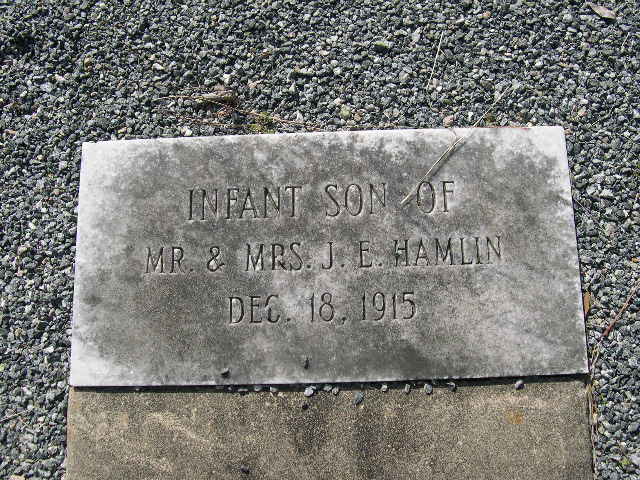 INFANT SON OF
MR. & MRS. J. E. HAMLIN
DEC. 18, 1915